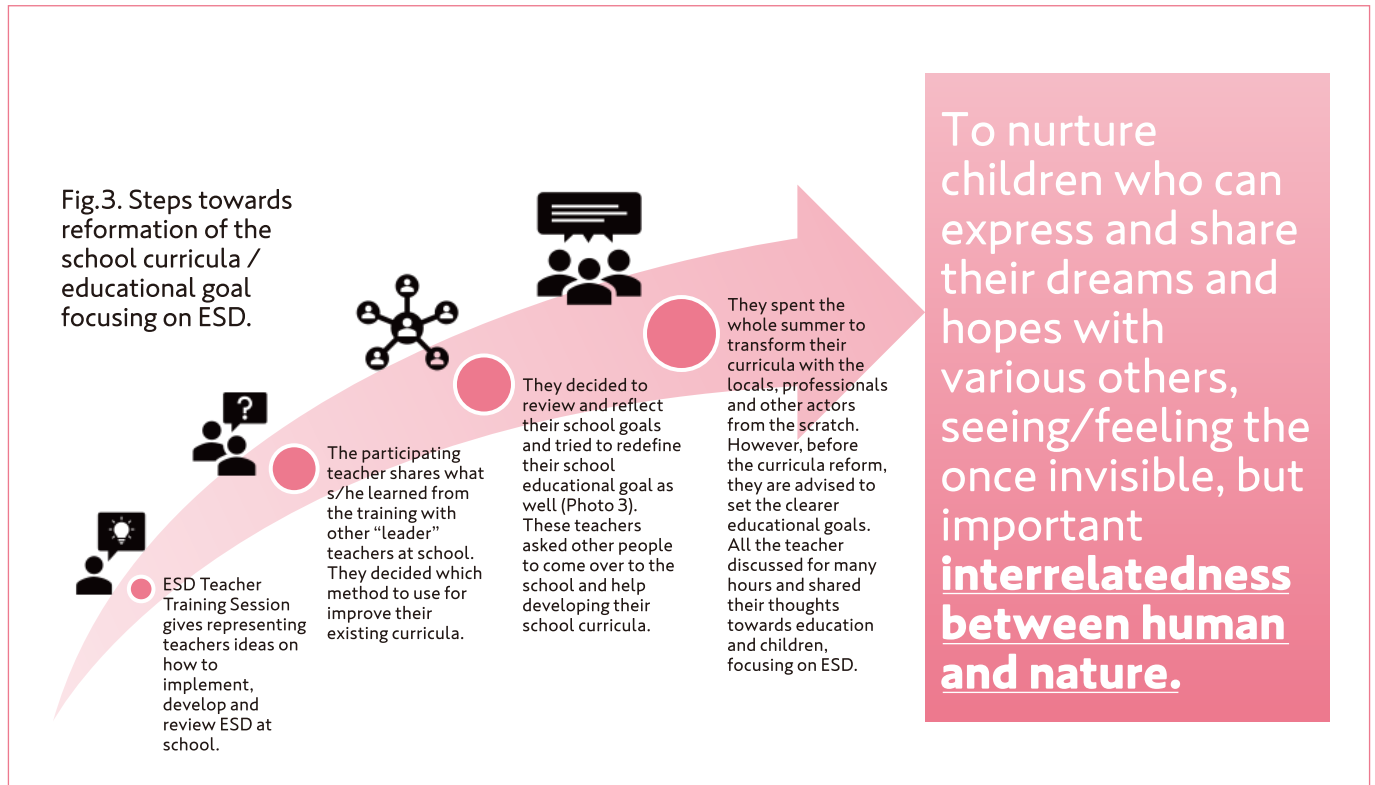 Fig.3. Steps towards
reformation of the
school curricula /
educational goal
focusing on ESD.
?
ESD Teacher
Training Session
gives representing
teachers ideas on
how to
implement,
develop and
review ESD at
school.
The participating
teacher shares what
s/he learned from
the training with
other “leader”
teachers at school.
They decided which
method to use for
improve their
existing curricula.
They decided to
review and reflect
their school goals
and tried to redefine
their school
educational goal as
well (Photo 3).
These teachers
asked other people
to come over to the
school and help
developing their
school curricula.
They spent the
whole summer to
transform their
curricula with the
locals, professionals
and other actors
from the scratch.
However, before
the curricula reform,
they are advised to
set the clearer
educational goals.
All the teacher
discussed for many
hours and shared
their thoughts
towards education
and children,
focusing on ESD.
To nurture
children who can
express and share
their dreams and
hopes with
various others,
seeing/feeling the
once invisible, but
important
interrelatedness
between human
and nature.